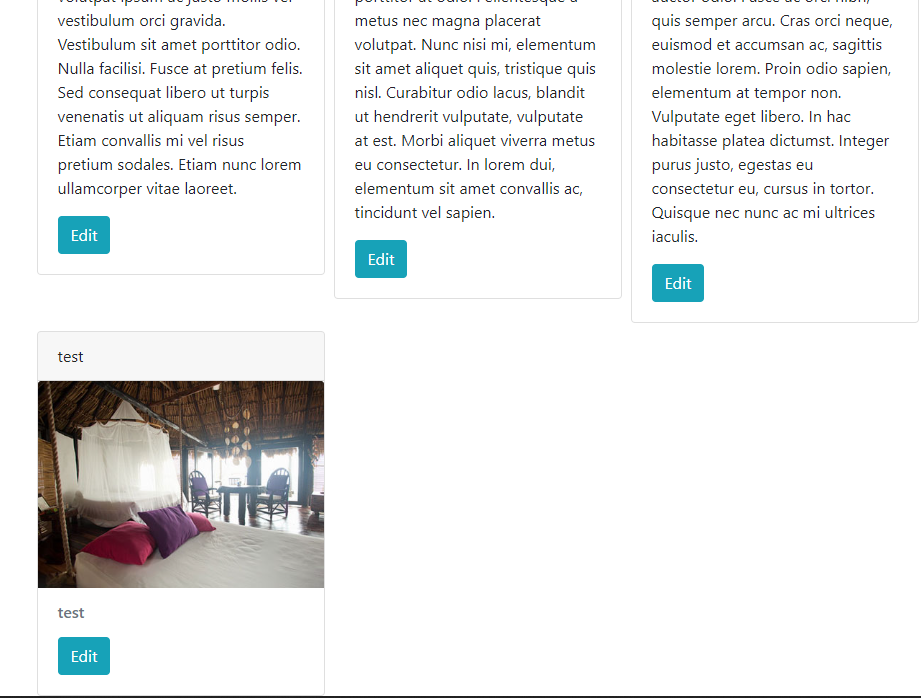 vestibulum orci gravida.
Vestibulum sit amet porttitor odio.
Nulla facilisi. Fusce at pretium felis.
Sed consequat libero ut turpis
venenatis ut aliquam risus semper.
Etiam convallis mi vel risus
pretium sodales. Etiam nunc lorem
ullamcorper vitae laoreet.
Edit
metus nec magna placerat
volutpat. Nunc nisi mi, elementum
sit amet aliquet quis, tristique quis
nisl. Curabitur odio lacus, blandit
ut hendrerit vulputate, vulputate
at est. Morbi aliquet viverra metus
eu consectetur. In lorem dui,
elementum sit amet convallis ac,
tincidunt vel sapien.
Edit
quis semper arcu. Cras orci neque,
euismod et accumsan ac, sagittis
molestie lorem. Proin odio sapien,
elementum at tempor non.
Vulputate eget libero. In hac
habitasse platea dictumst. Integer
purus justo, egestas eu
consectetur eu, cursus in tortor.
Quisque nec nunc ac mi ultrices
iaculis.
Edit
test
test
Edit